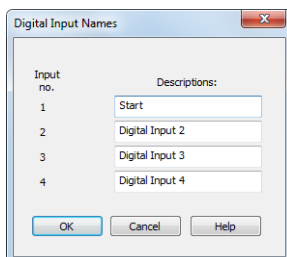 Digital Input Names
Input no.
Descriptions:
1 Start
2 Digital Input 2
3 Digital Input 3
4 Digital Input 4
OK Cancel Help